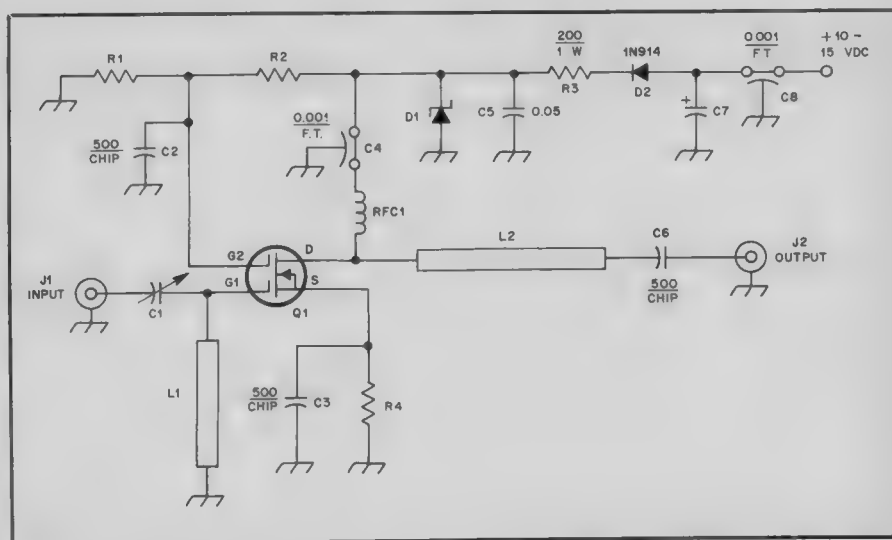 R1
R2
200
1 W
R3
1N914
D2
0.001
FT
C8
+10 -
15 VDC
500
CHIP
C2
0.001
F.T.
C4
D1
C5
0.05
+
C7
RFC1
G2
D
G1
S
Q1
L2
C6
500
CHIP
J2
OUTPUT
J1
INPUT
C1
L1
500
CHIP
C3
R4